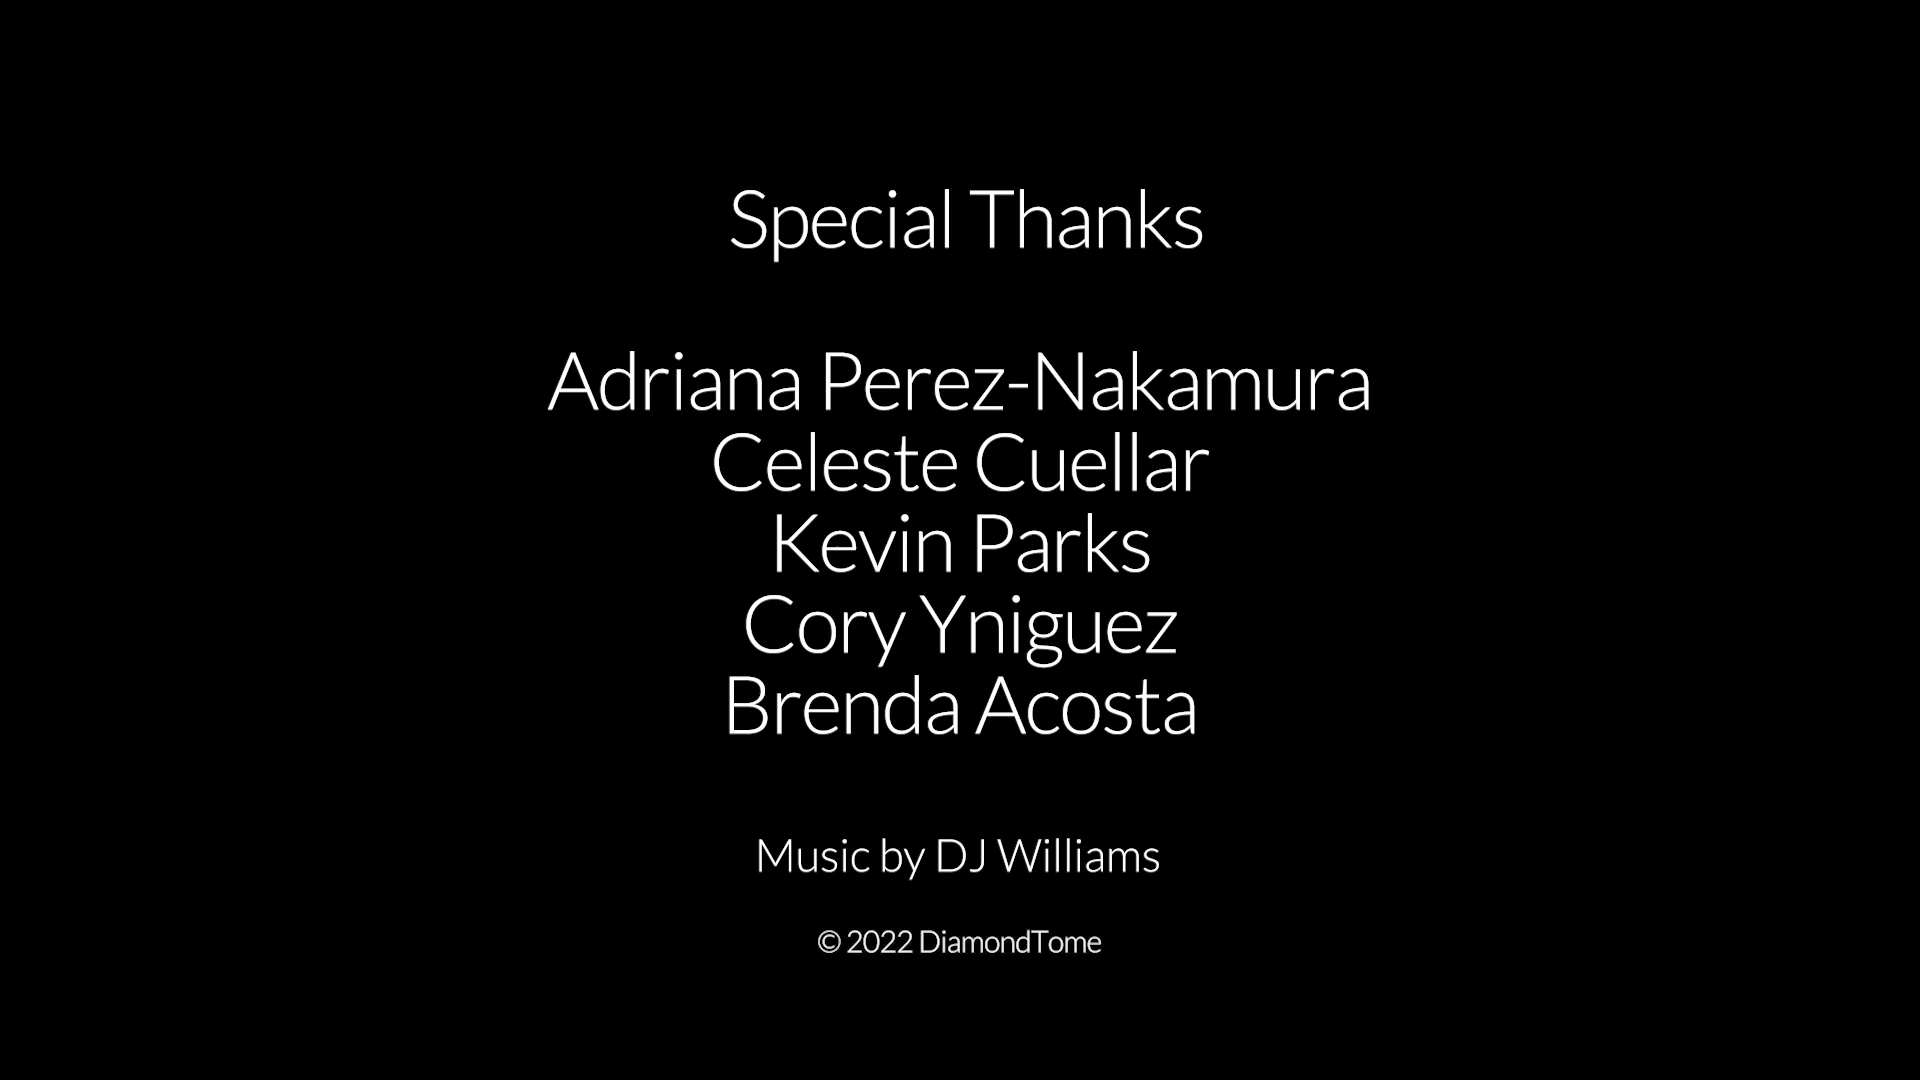 Special Thanks
Adriana Perez-Nakamura
Celeste Cuellar
Kevin Parks
Cory Yniguez
Brenda Acosta
Music by DJ Williams
© 2022 DiamondTome